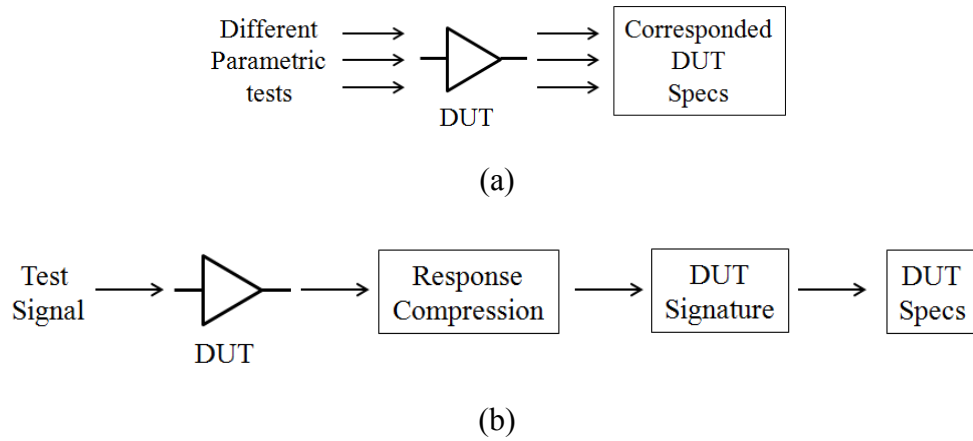 Different
Parametric
tests
DUT
Corresponded
DUT
Specs
(a)
Test
Signal
DUT
Response
Compression
DUT
Signature
DUT
Specs
(b)